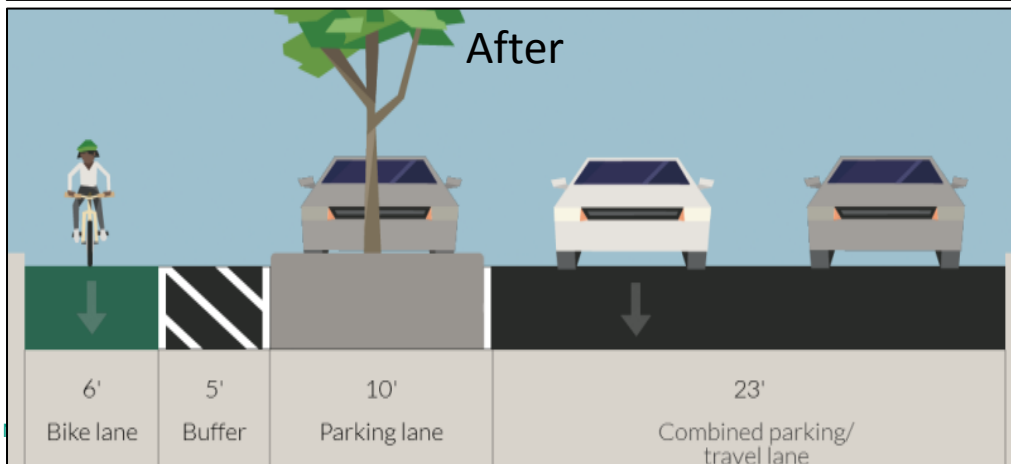 After
6' 5' 10' 23'
Bike lane Buffer Parking lane Combined parking/
travel lane